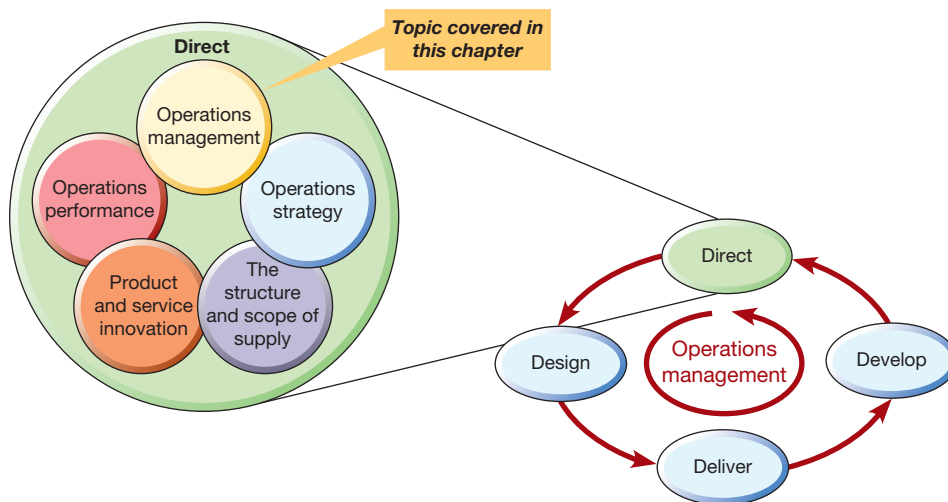 Topic covered in
this chapter
Direct
Operations
management
Operations
performance
Operations
strategy
Product
and service
innovation
The
structure
and scope of
supply
Direct
Design
Operations
management
Develop
Deliver